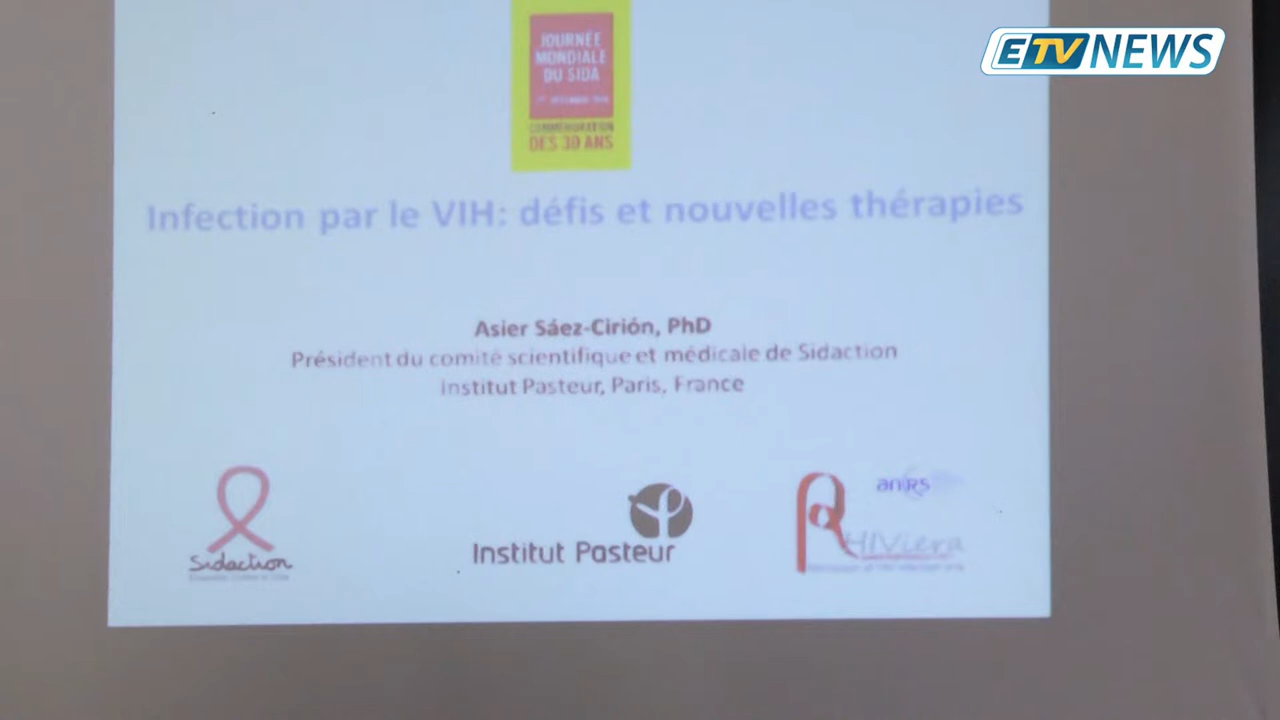 ETV NEWS
JOURNÉE
MONDIALE
DU SIDA
COMMÉMORATION
DES 30 ANS
Infection par le VIH: défis et nouvelles thérapies
Asier Sáez-Cirión, PhD
Président du comité scientifique et médicale de Sidaction
Institut Pasteur, Paris, France
anRS
Sidaction
Institut Pasteur
HIViera